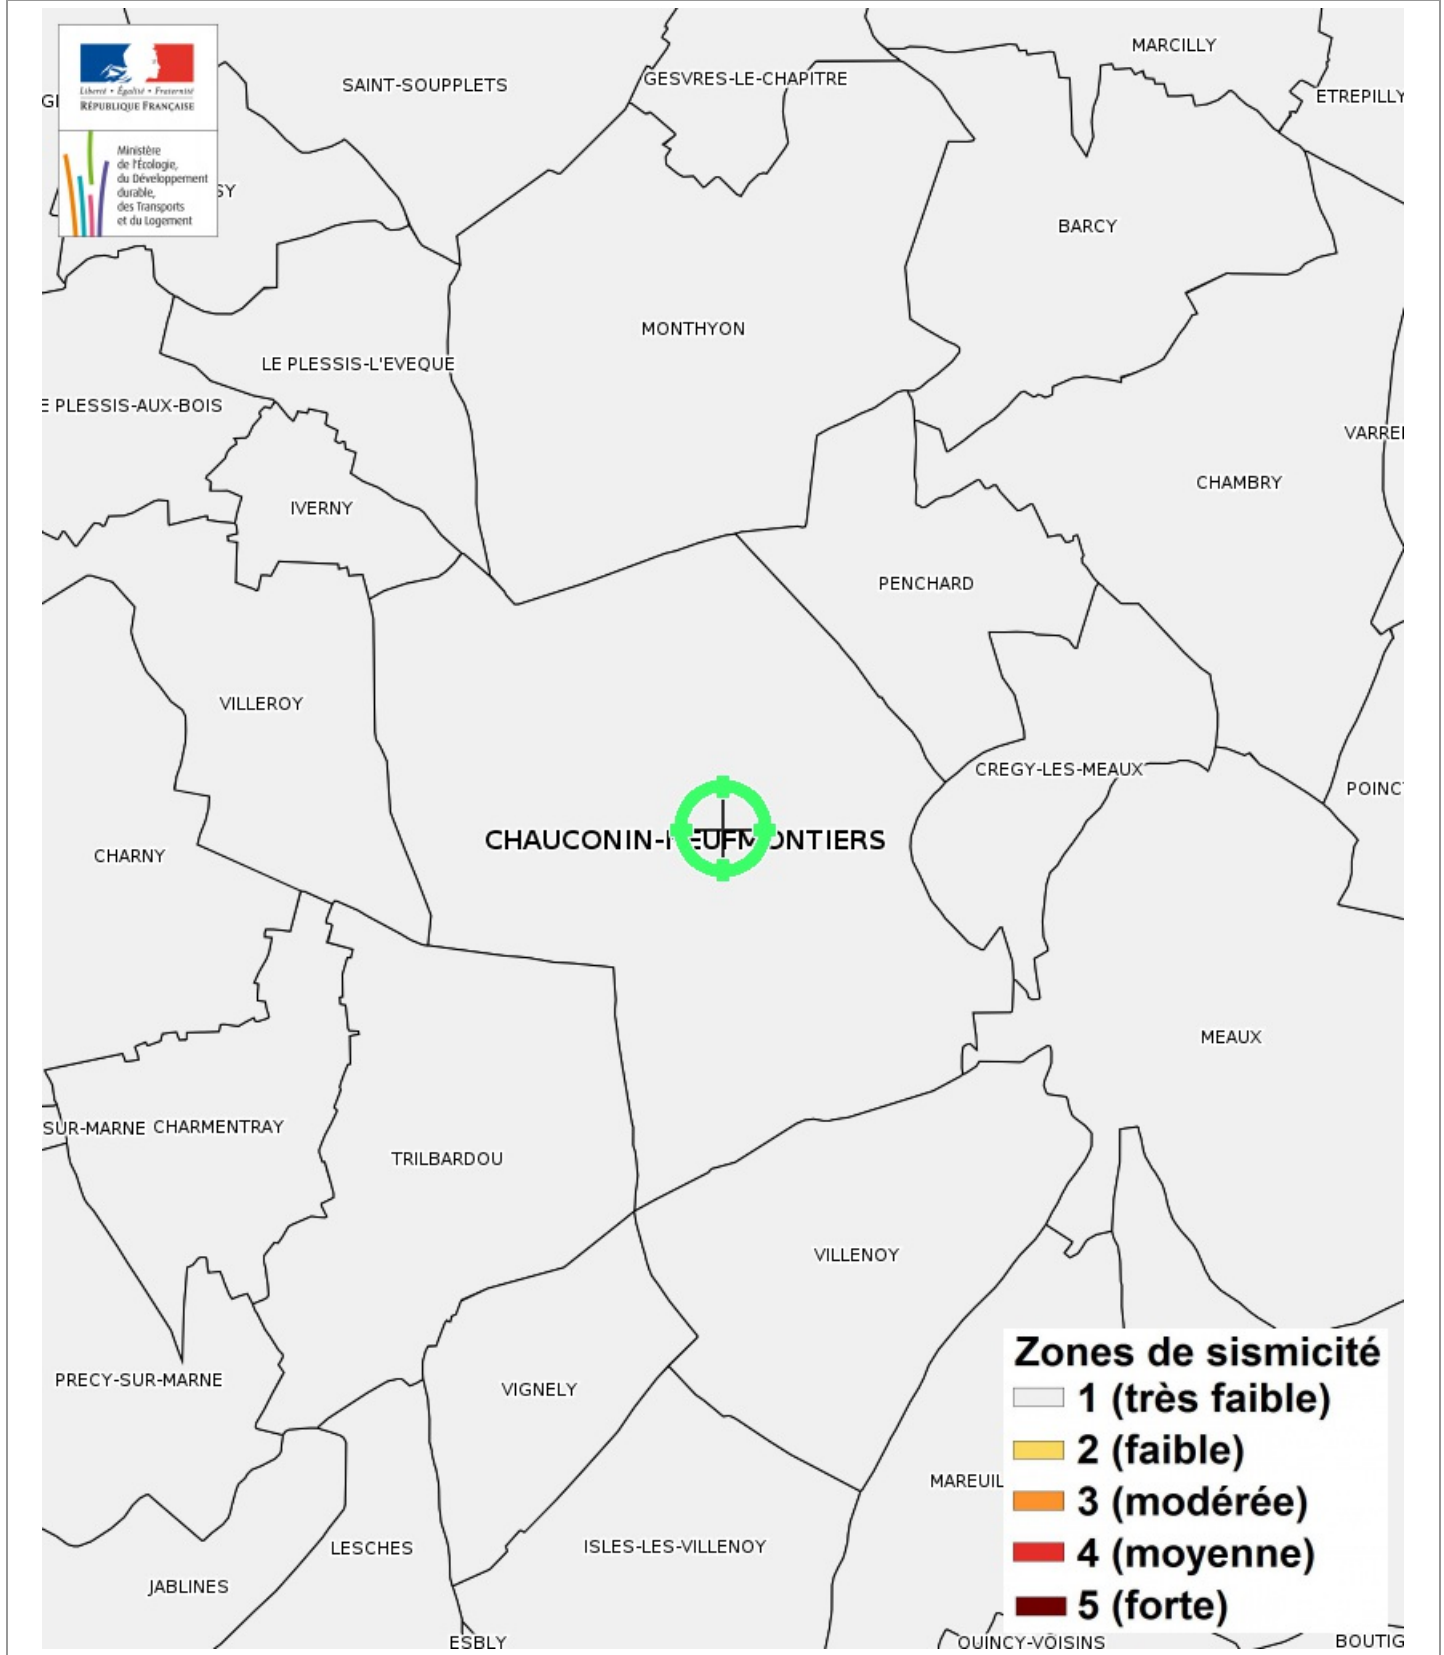 MARCILLY
SAINT-SOUPPLETS
GESVRES-LE-CHAPITRE
ETREPILLY
Liberté • Égalité • Fraternité
RÉPUBLIQUE FRANÇAISE
Ministère
de l'Écologie,
du Développement
durable,
des Transports
et du Logement
SY
BARCY
MONTHYON
LE PLESSIS-L'EVEQUE
E PLESSIS-AUX-BOIS
VARRE
CHAMBRY
IVERNY
PENCHARD
VILLEROY
CREGY-LES-MEAUX
POINC
CHAUCONIN-NEUFMONTIERS
CHARNY
MEAUX
SUR-MARNE CHARMENTRAY
TRILBARDOU
VILLENOY
PRECY-SUR-MARNE
VIGNELY
MAREUIL
ISLES-LES-VILLENOY
LESCHES
JABLINES
ESBLY
QUINCY-VOISINS
BOUTIG
Zones de sismicité
1 (très faible)
2 (faible)
3 (modérée)
4 (moyenne)
5 (forte)